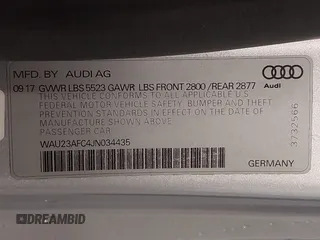 MFD. BY AUDI AG
09.17 GVWR LBS 5523 GAWR LBS FRONT 2800 /REAR 2877
THIS VEHICLE CONFORMS TO ALL APPLICABLE U.S.
FEDERAL MOTOR VEHICLE SAFETY, BUMPER AND THEFT
PREVENTION STANDARDS IN EFFECT ON THE DATE OF
MANUFACTURE SHOWN ABOVE.
PASSENGER CAR
WAU23AFC4JN034435
Audi
3732566
GERMANY
DREAMBID